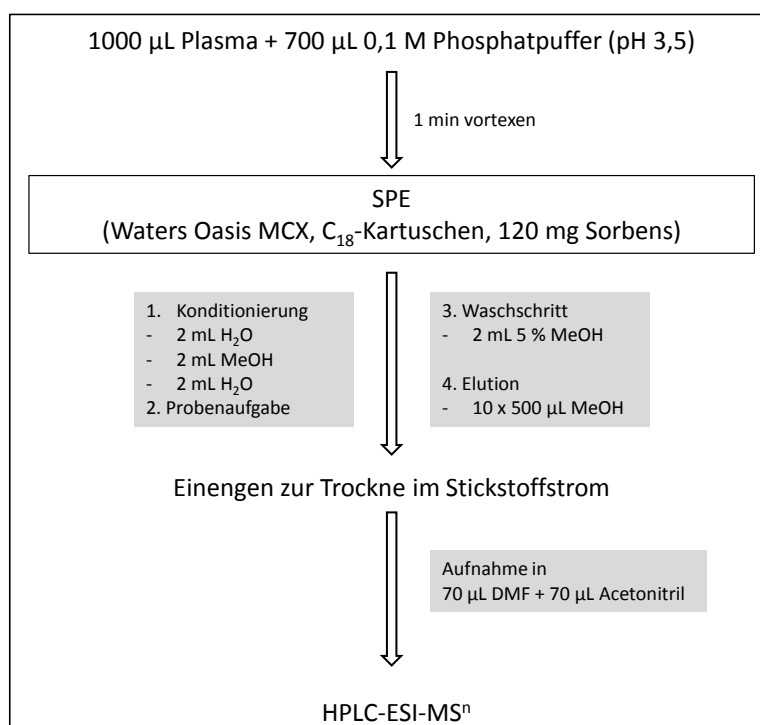 1000 µL Plasma + 700 µL 0,1 M Phosphatpuffer (pH 3,5)
1 min vortexen
SPE
(Waters Oasis MCX, C₁₈-Kartuschen, 120 mg Sorbens)
1. Konditionierung
- 2 mL H₂O
- 2 mL MeOH
- 2 mL H₂O
2. Probenaufgabe
3. Waschschritt
- 2 mL 5 % MeOH
4. Elution
- 10 x 500 µL MeOH
Einengen zur Trockne im Stickstoffstrom
Aufnahme in
70 µL DMF + 70 µL Acetonitril
HPLC-ESI-MSⁿ